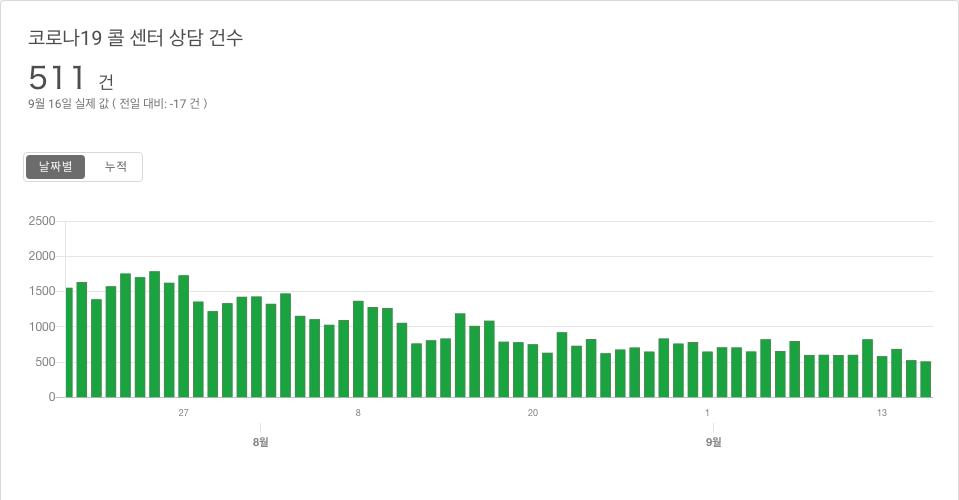 코로나19 콜 센터 상담 건수
511 건
9월 16일 실제 값 ( 전일 대비: -17 건 )
날짜별 누적
2500
2000
1500
1000
500
0
27 8 20 1 13
8월 9월